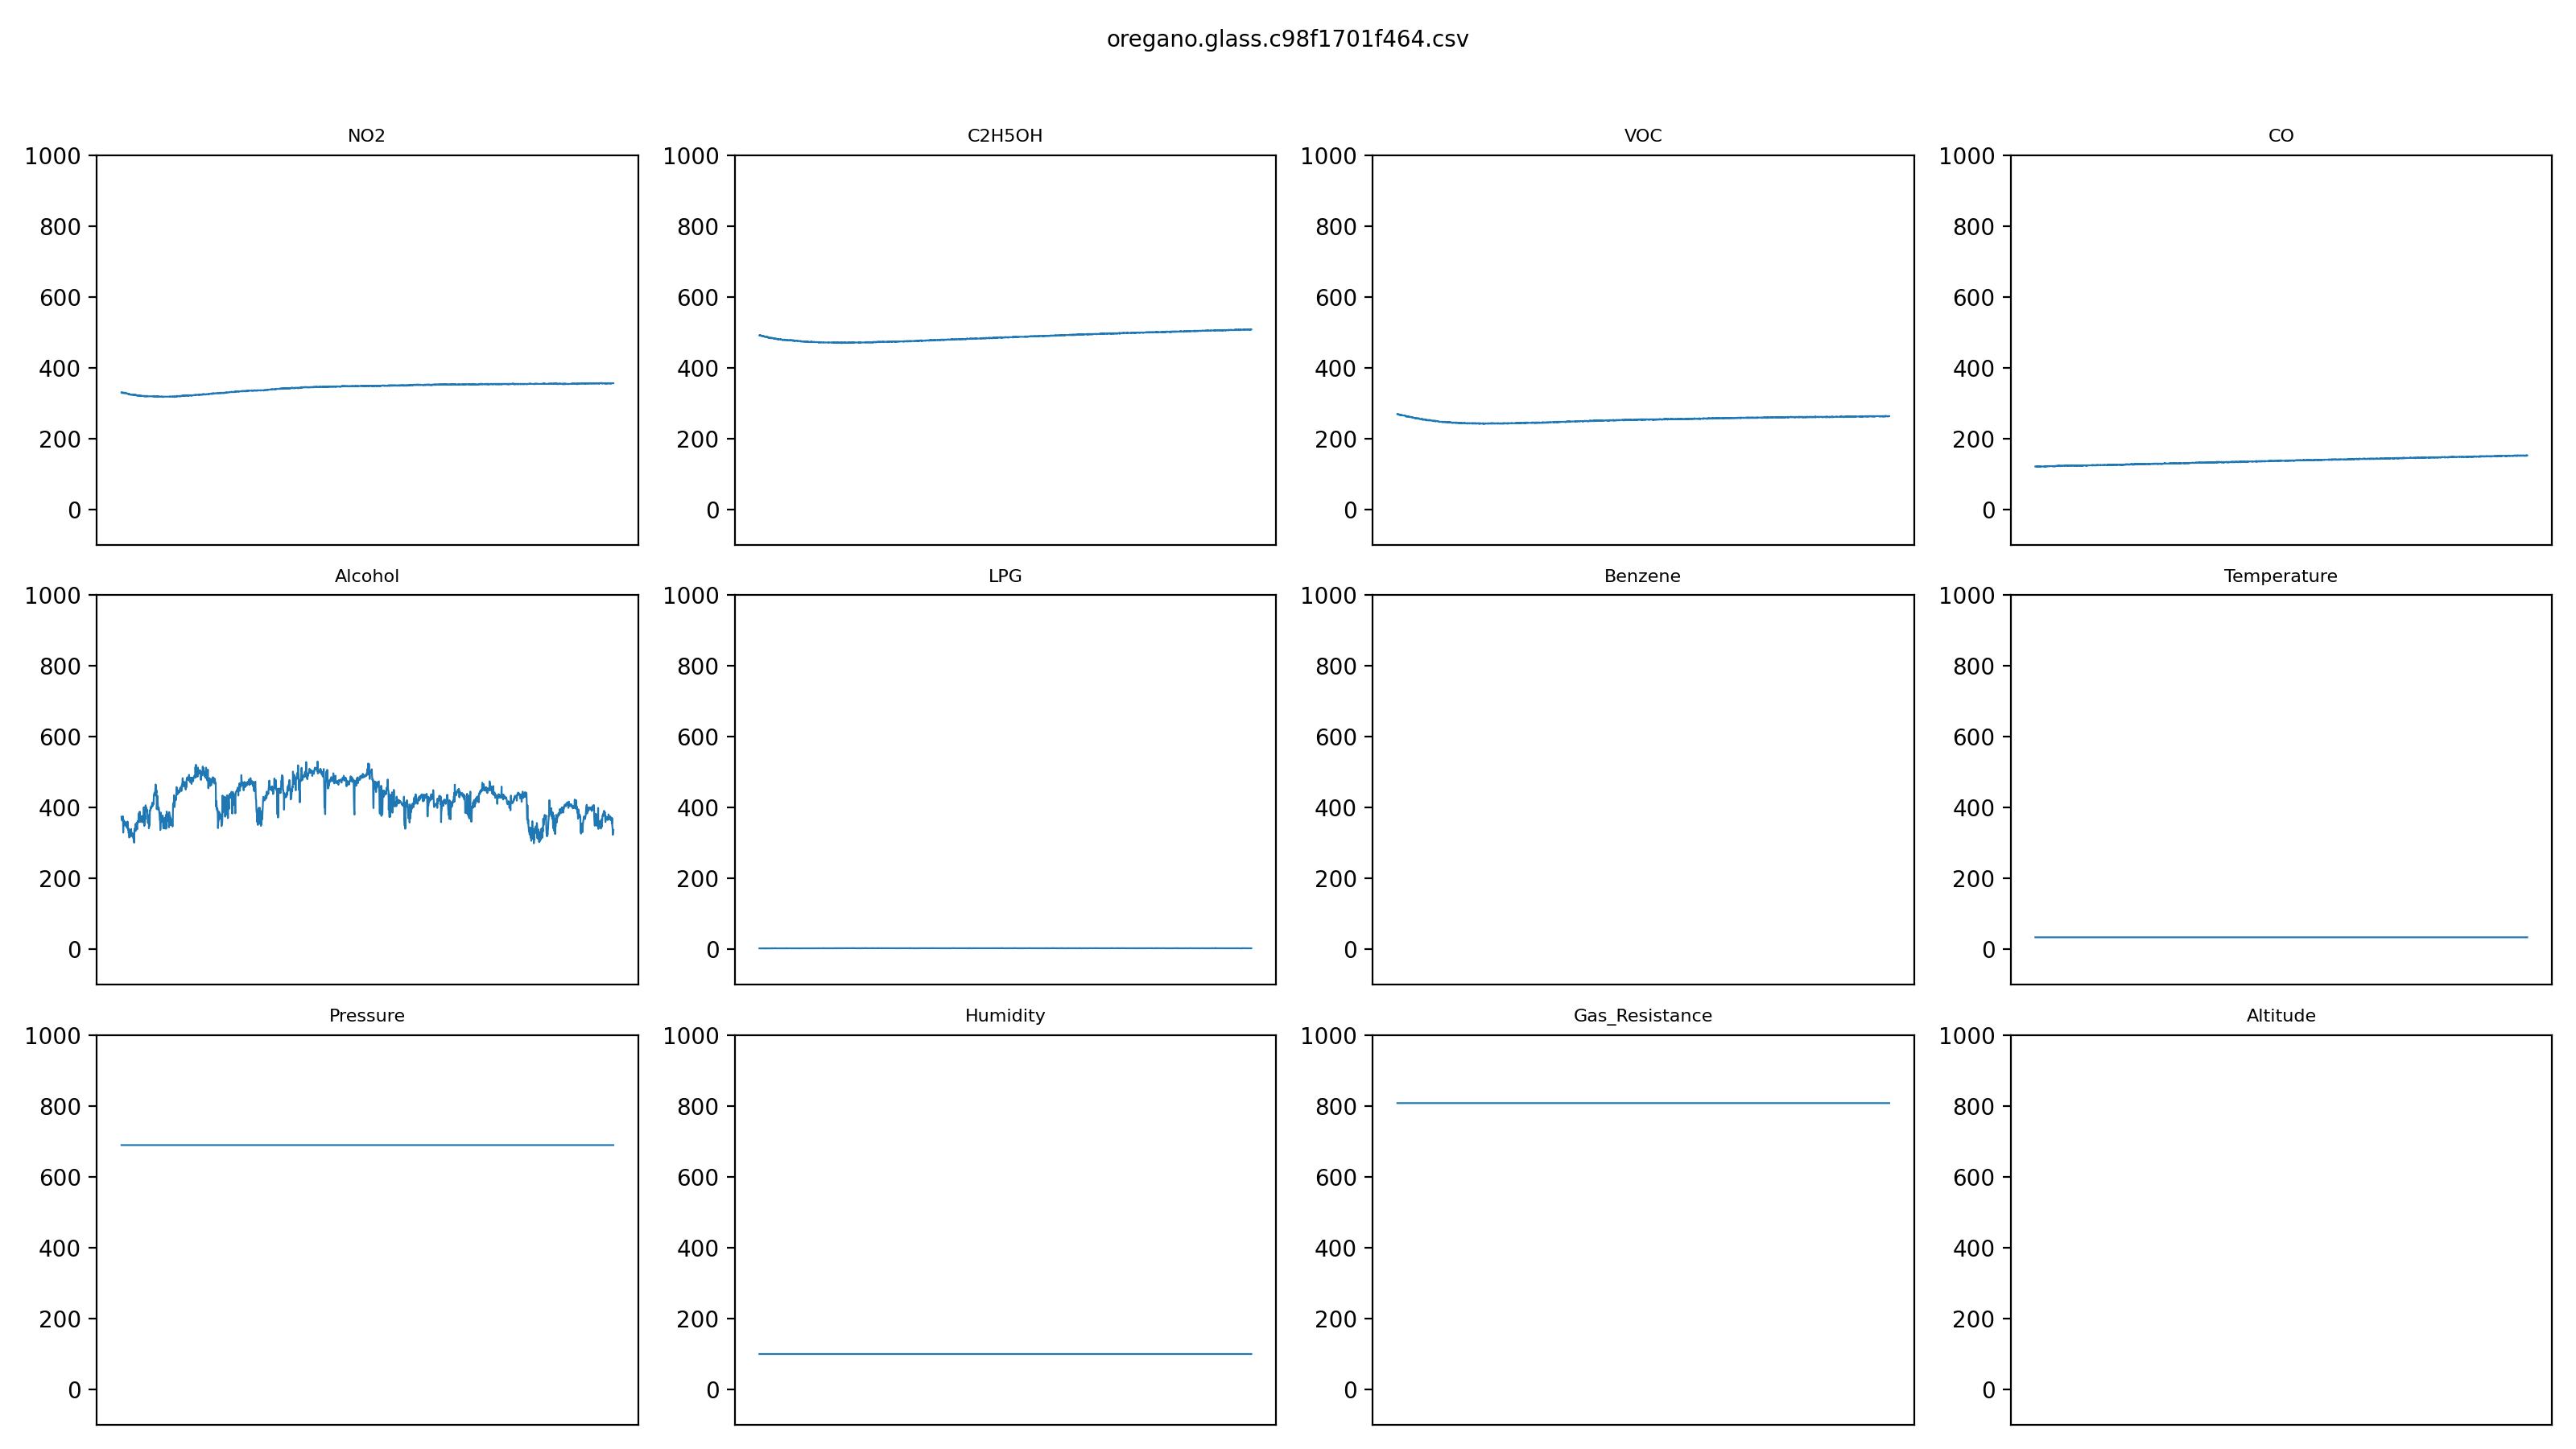 oregano.glass.c98f1701f464.csv
NO2 C2H5OH VOC CO
1000 1000 1000 1000
800 800 800 800
600 600 600 600
400 400 400 400
200 200 200 200
0 0 0 0
Alcohol LPG Benzene Temperature
1000 1000 1000 1000
800 800 800 800
600 600 600 600
400 400 400 400
200 200 200 200
0 0 0 0
Pressure Humidity Gas_Resistance Altitude
1000 1000 1000 1000
800 800 800 800
600 600 600 600
400 400 400 400
200 200 200 200
0 0 0 0